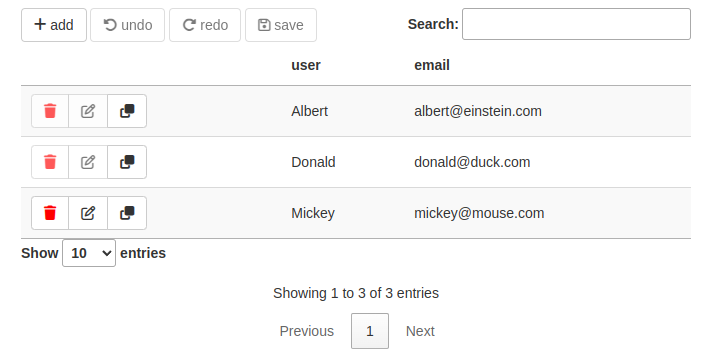 add undo redo save Search:
user email
Albert albert@einstein.com
Donald donald@duck.com
Mickey mickey@mouse.com
Show 10 entries
Showing 1 to 3 of 3 entries
Previous 1 Next